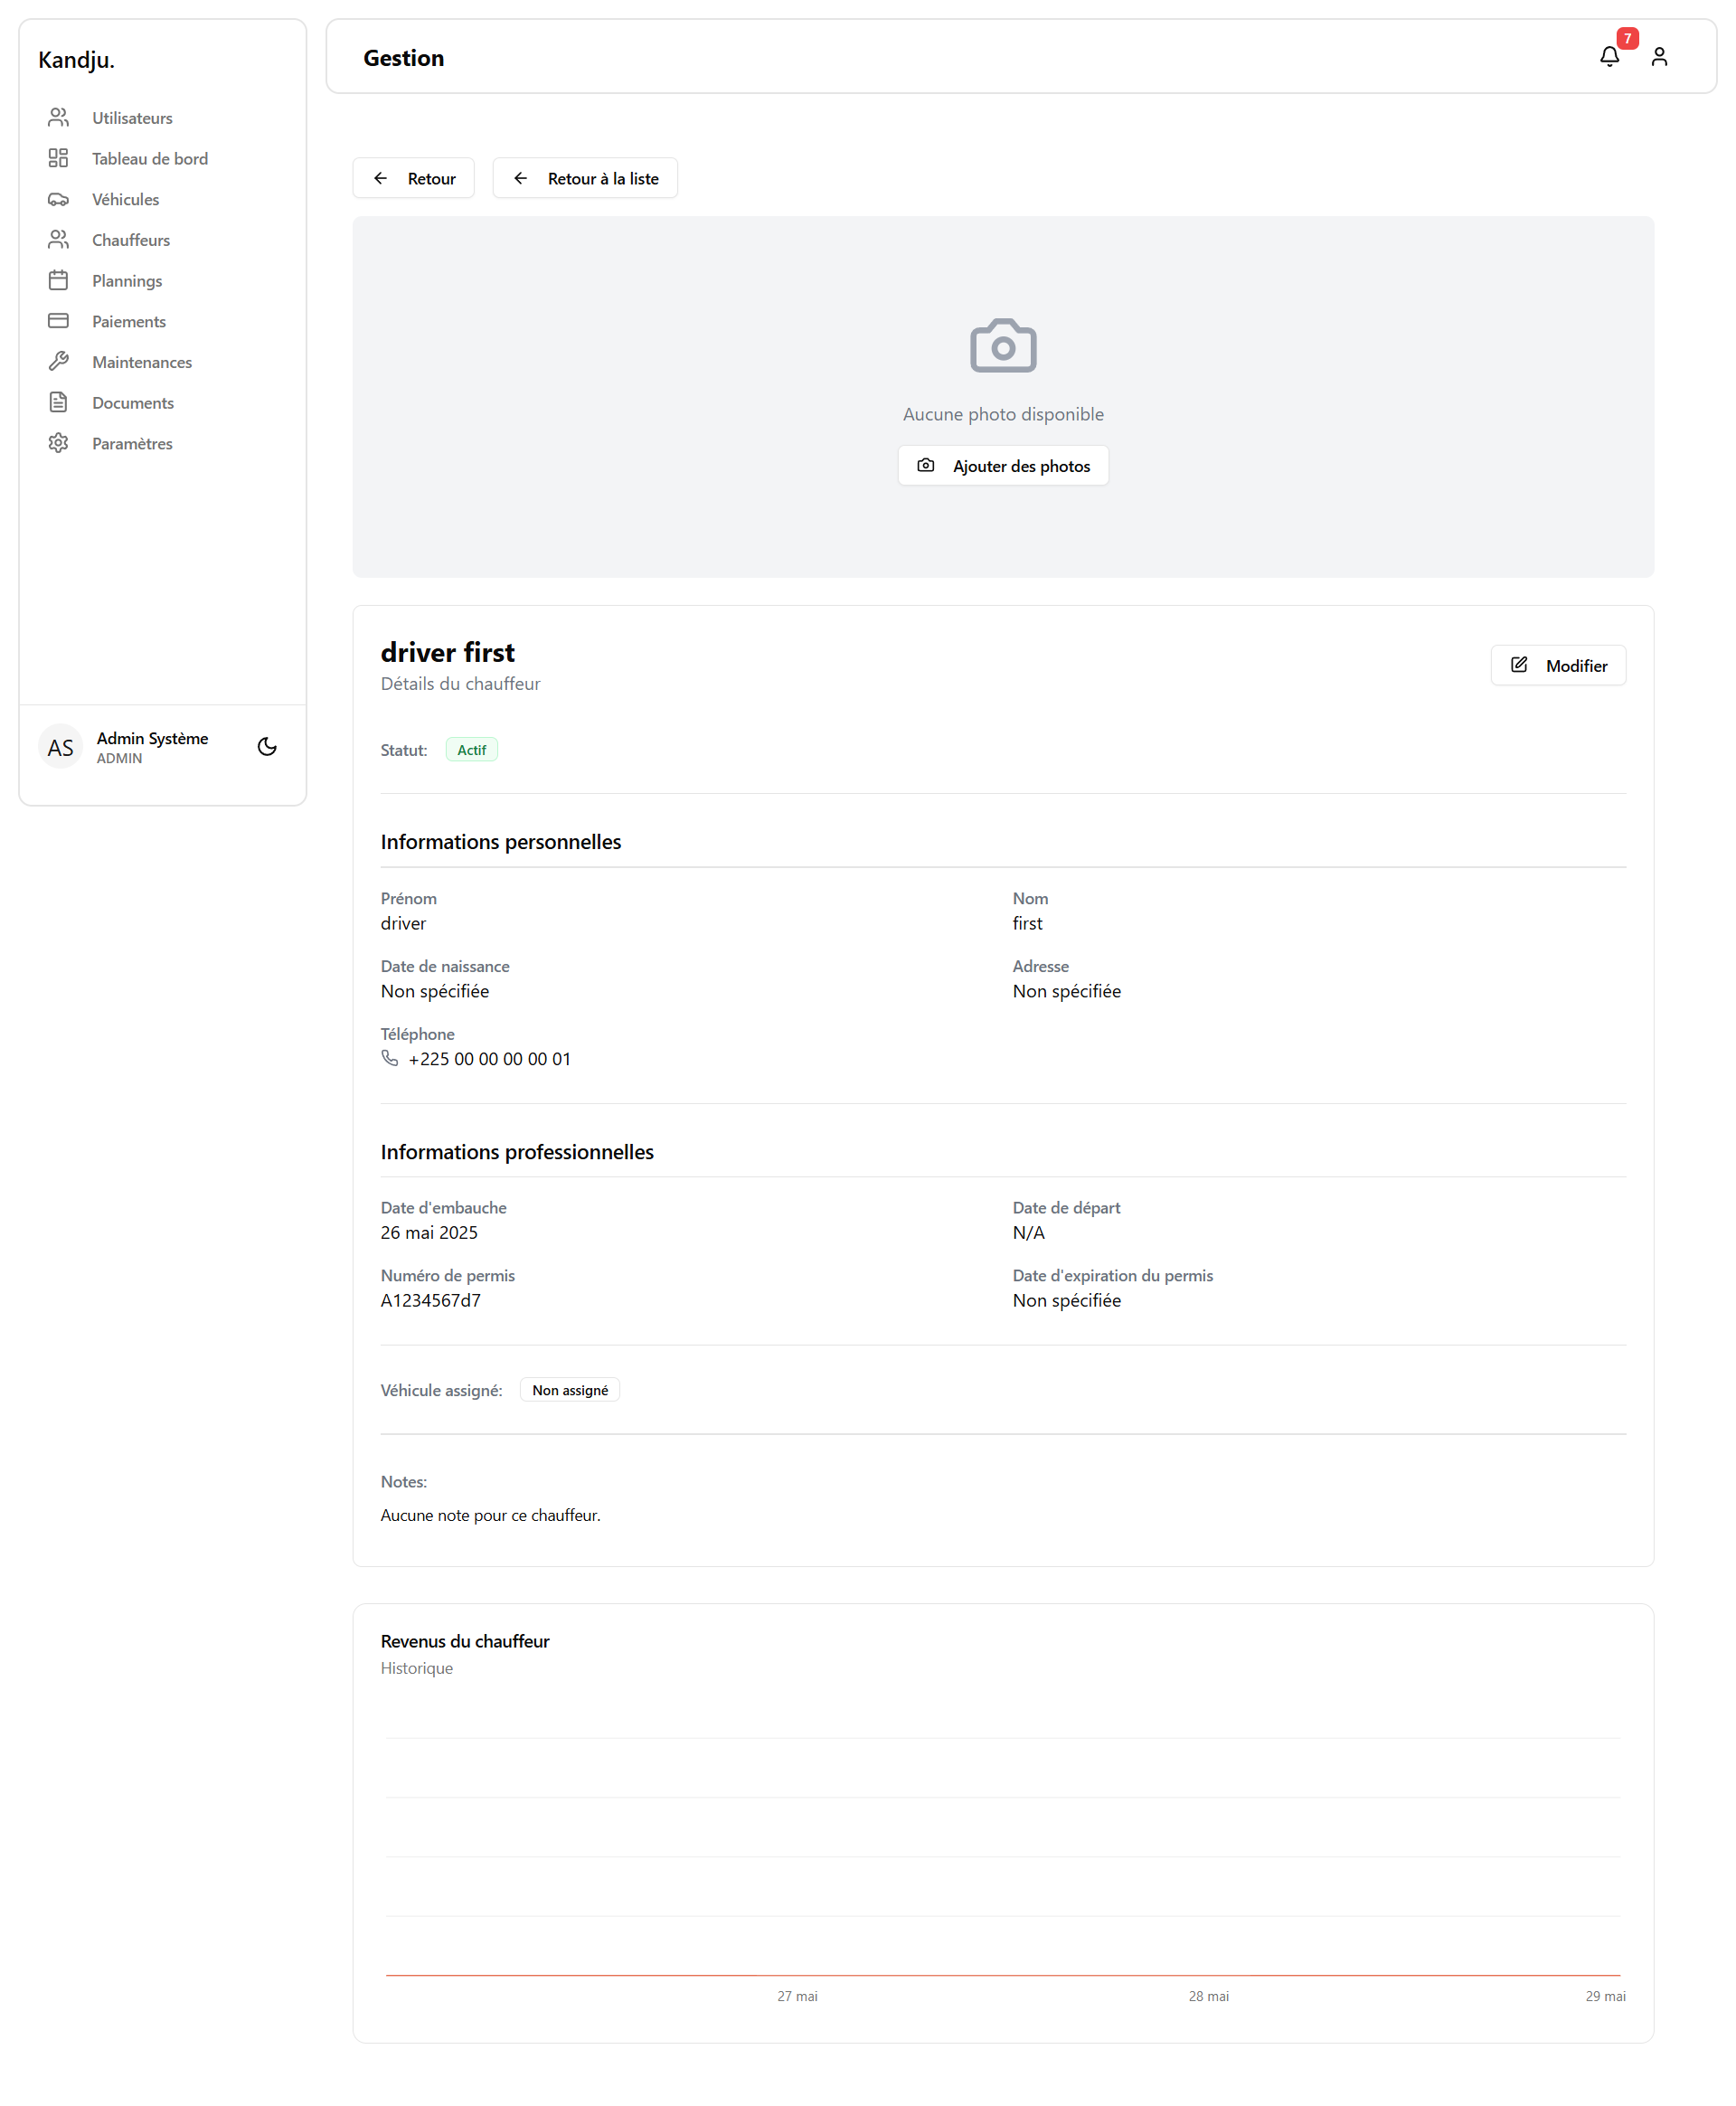 Kandju.
Utilisateurs
Tableau de bord
Véhicules
Chauffeurs
Plannings
Paiements
Maintenances
Documents
Paramètres
AS
Admin Système
ADMIN
Gestion
7
Retour
Retour à la liste
Aucune photo disponible
Ajouter des photos
driver first
Détails du chauffeur
Modifier
Statut: Actif
Informations personnelles
Prénom
driver
Nom
first
Date de naissance
Non spécifiée
Adresse
Non spécifiée
Téléphone
+225 00 00 00 00 01
Informations professionnelles
Date d'embauche
26 mai 2025
Date de départ
N/A
Numéro de permis
A1234567d7
Date d'expiration du permis
Non spécifiée
Véhicule assigné: Non assigné
Notes:
Aucune note pour ce chauffeur.
Revenus du chauffeur
Historique
27 mai 28 mai 29 mai